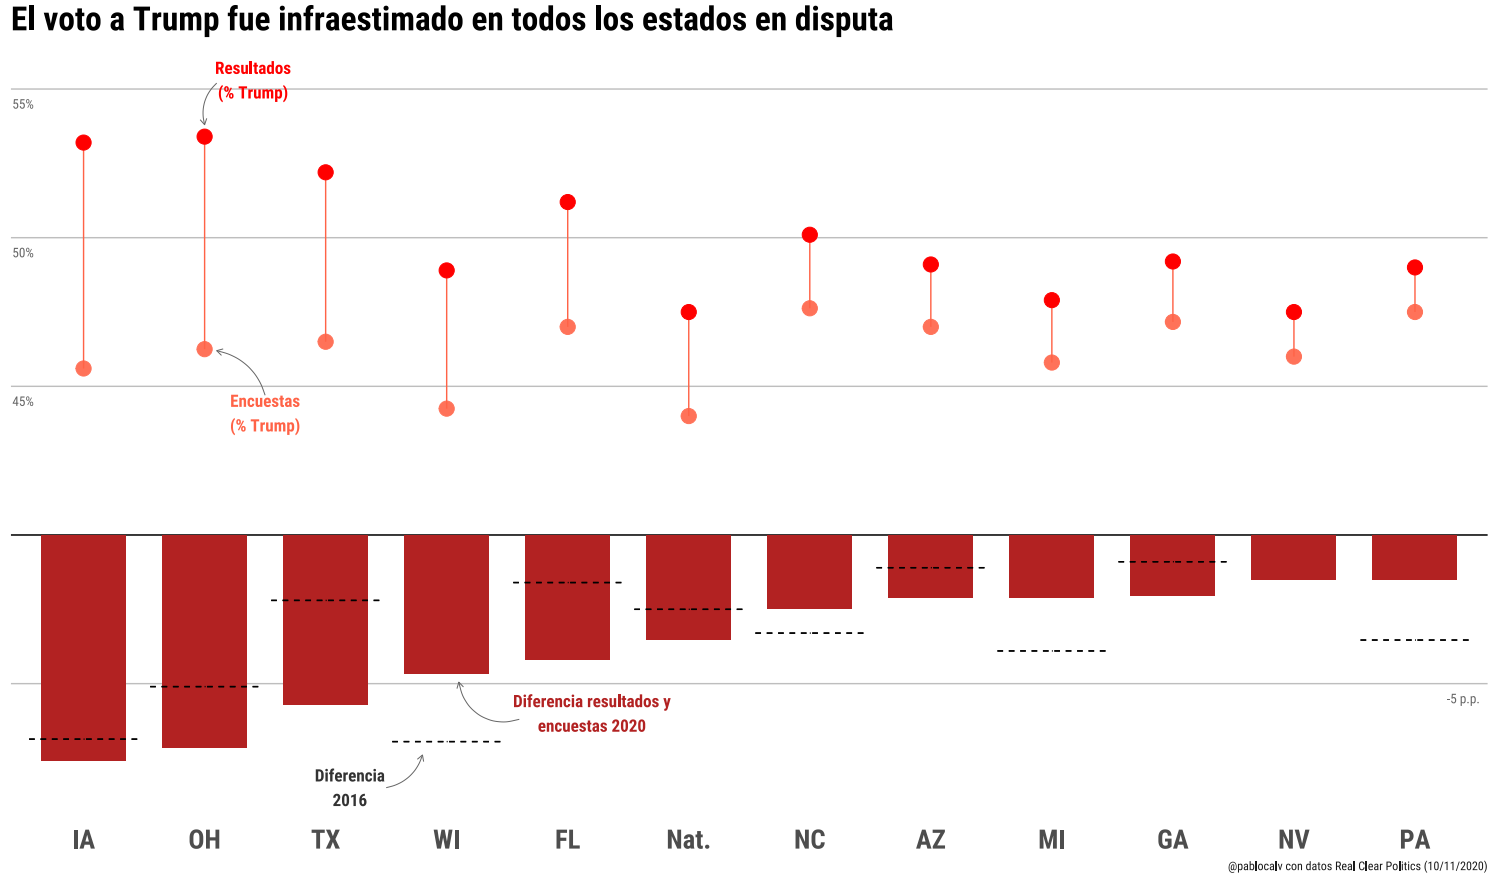 El voto a Trump fue infraestimado en todos los estados en disputa
Resultados
(% Trump)
55%
50%
45%
Encuestas
(% Trump)
-5 p.p.
Diferencia resultados y
encuestas 2020
Diferencia
2016
IA OH TX WI FL Nat. NC AZ MI GA NV PA
@pablocalv con datos Real Clear Politics (10/11/2020)